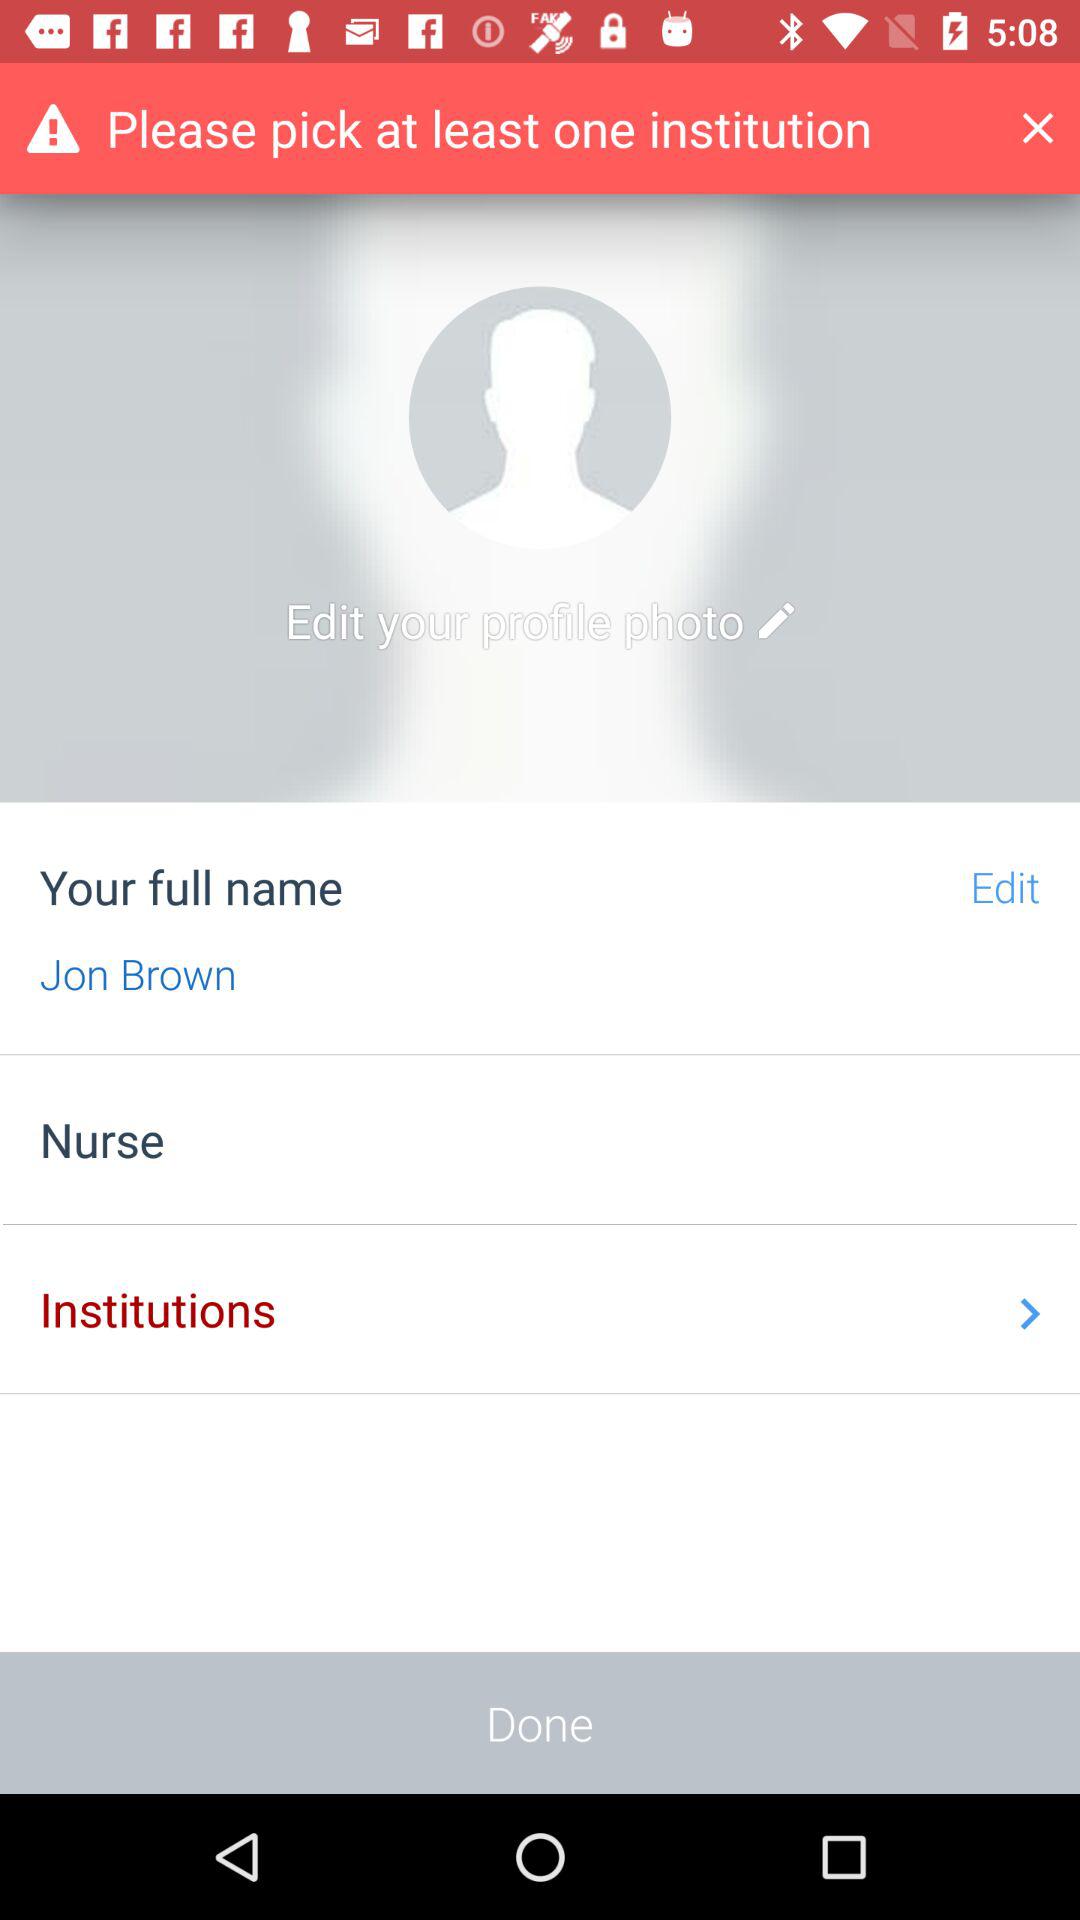 FAKE
5:08
Please pick at least one institution
Edit your profile photo
Your full name
Edit
Jon Brown
Nurse
Institutions
Done